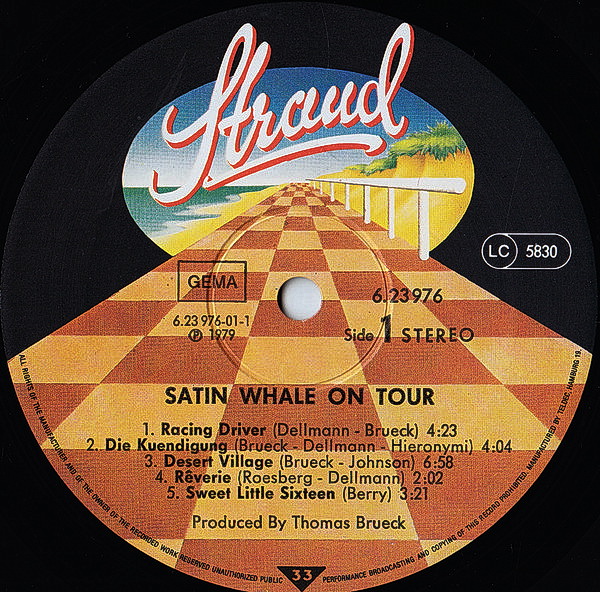 Strand
LC 5830
GEMA
6.23976
6.23 976-01-1
℗ 1979
Side 1 STEREO
SATIN WHALE ON TOUR
1. Racing Driver (Dellmann - Brueck) 4:23
2. Die Kuendigung (Brueck - Dellmann - Hieronymi) 4:04
3. Desert Village (Brueck - Johnson) 6:58
4. Rêverie (Roesberg - Dellmann) 2:02
5. Sweet Little Sixteen (Berry) 3:21
Produced By Thomas Brueck
ALL RIGHTS OF THE MANUFACTURER AND OF THE OWNER OF THE RECORDED WORK RESERVED UNAUTHORIZED PUBLIC PERFORMANCE BROADCASTING AND COPYING OF THIS RECORD PROHIBITED. MANUFACTURED BY TELDEC HAMBURG 19.
33